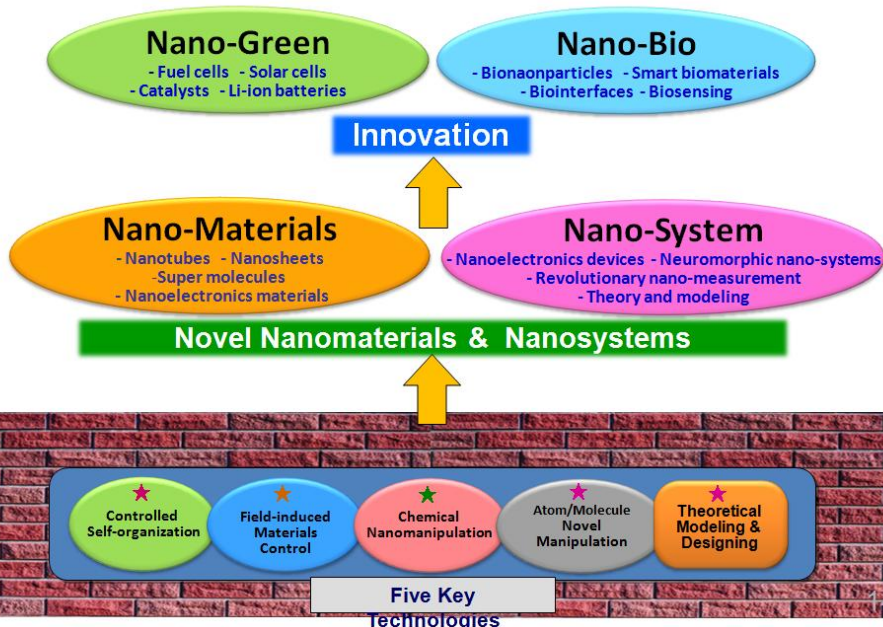 Nano-Green
- Fuel cells - Solar cells
- Catalysts - Li-ion batteries
Nano-Bio
- Bionaonparticles - Smart biomaterials
- Biointerfaces - Biosensing
Innovation
Nano-Materials
- Nanotubes - Nanosheets
-Super molecules
- Nanoelectronics materials
Nano-System
- Nanoelectronics devices - Neuromorphic nano-systems
- Revolutionary nano-measurement
- Theory and modeling
Novel Nanomaterials & Nanosystems
Controlled
Self-organization
Field-induced
Materials
Control
Chemical
Nanomanipulation
Atom/Molecule
Novel
Manipulation
Theoretical
Modeling &
Designing
Five Key
Technologies